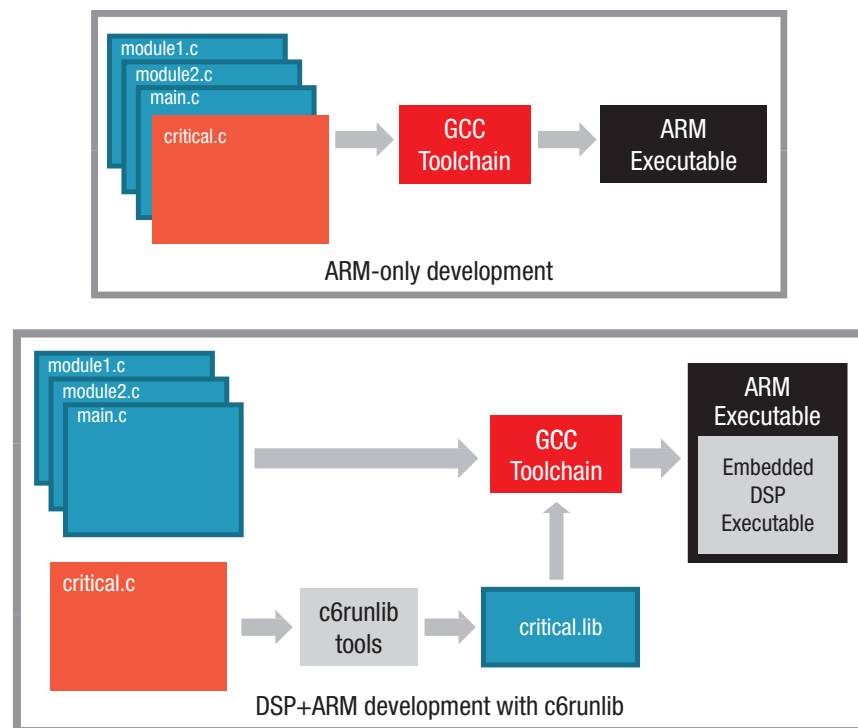 module1.c
module2.c
main.c
critical.c
GCC
Toolchain
ARM
Executable
ARM-only development
module1.c
module2.c
main.c
GCC
Toolchain
ARM
Executable
Embedded
DSP
Executable
critical.c
c6runlib
tools
critical.lib
DSP+ARM development with c6runlib